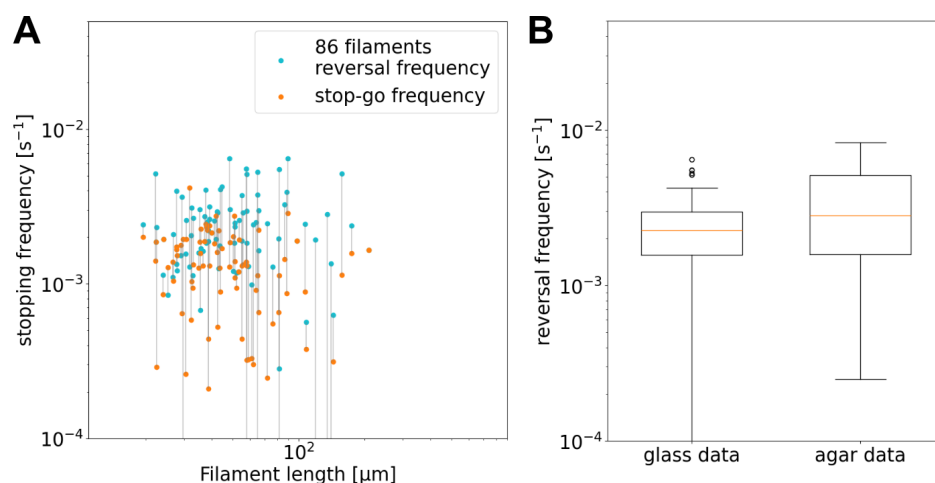 A
86 filaments
reversal frequency
stop-go frequency
stopping frequency [s⁻¹]
10⁻²
10⁻³
10⁻⁴
10²
Filament length [μm]
B
reversal frequency [s⁻¹]
10⁻²
10⁻³
10⁻⁴
glass data
agar data